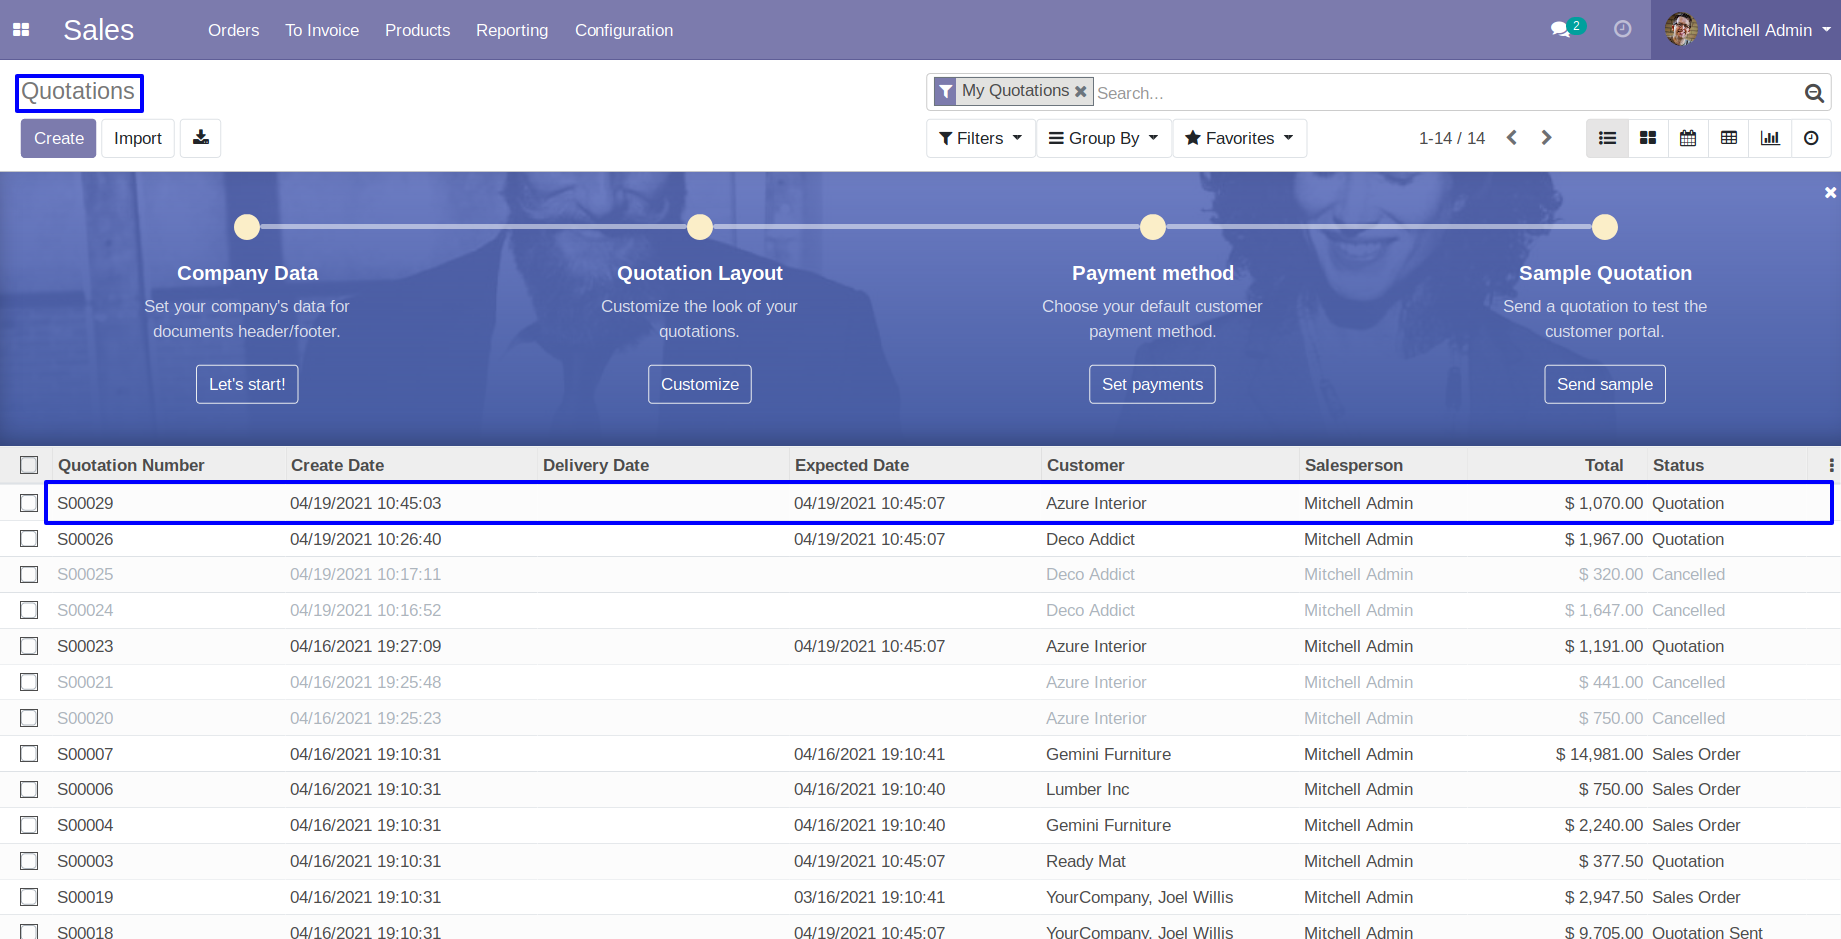 Sales Orders To Invoice Products Reporting Configuration 2 Mitchell Admin
Quotations My Quotations Search...
Create Import Filters Group By Favorites 1-14 / 14
Company Data Quotation Layout Payment method Sample Quotation
Set your company's data for Customize the look of your Choose your default customer Send a quotation to test the
documents header/footer. quotations. payment method. customer portal.
Let's start! Customize Set payments Send sample
Quotation Number Create Date Delivery Date Expected Date Customer Salesperson Total Status
S00029 04/19/2021 10:45:03 04/19/2021 10:45:07 Azure Interior Mitchell Admin $ 1,070.00 Quotation
S00026 04/19/2021 10:26:40 04/19/2021 10:45:07 Deco Addict Mitchell Admin $ 1,967.00 Quotation
S00025 04/19/2021 10:17:11 Deco Addict Mitchell Admin $ 320.00 Cancelled
S00024 04/19/2021 10:16:52 Deco Addict Mitchell Admin $ 1,647.00 Cancelled
S00023 04/16/2021 19:27:09 04/19/2021 10:45:07 Azure Interior Mitchell Admin $ 1,191.00 Quotation
S00021 04/16/2021 19:25:48 Azure Interior Mitchell Admin $ 441.00 Cancelled
S00020 04/16/2021 19:25:23 Azure Interior Mitchell Admin $ 750.00 Cancelled
S00007 04/16/2021 19:10:31 04/16/2021 19:10:41 Gemini Furniture Mitchell Admin $ 14,981.00 Sales Order
S00006 04/16/2021 19:10:31 04/16/2021 19:10:40 Lumber Inc Mitchell Admin $ 750.00 Sales Order
S00004 04/16/2021 19:10:31 04/16/2021 19:10:40 Gemini Furniture Mitchell Admin $ 2,240.00 Sales Order
S00003 04/16/2021 19:10:31 04/19/2021 10:45:07 Ready Mat Mitchell Admin $ 377.50 Quotation
S00019 04/16/2021 19:10:31 03/16/2021 19:10:41 YourCompany, Joel Willis Mitchell Admin $ 2,947.50 Sales Order
S00018 04/16/2021 19:10:31 04/19/2021 10:45:07 YourCompany, Joel Willis Mitchell Admin $ 9,705.00 Quotation Sent